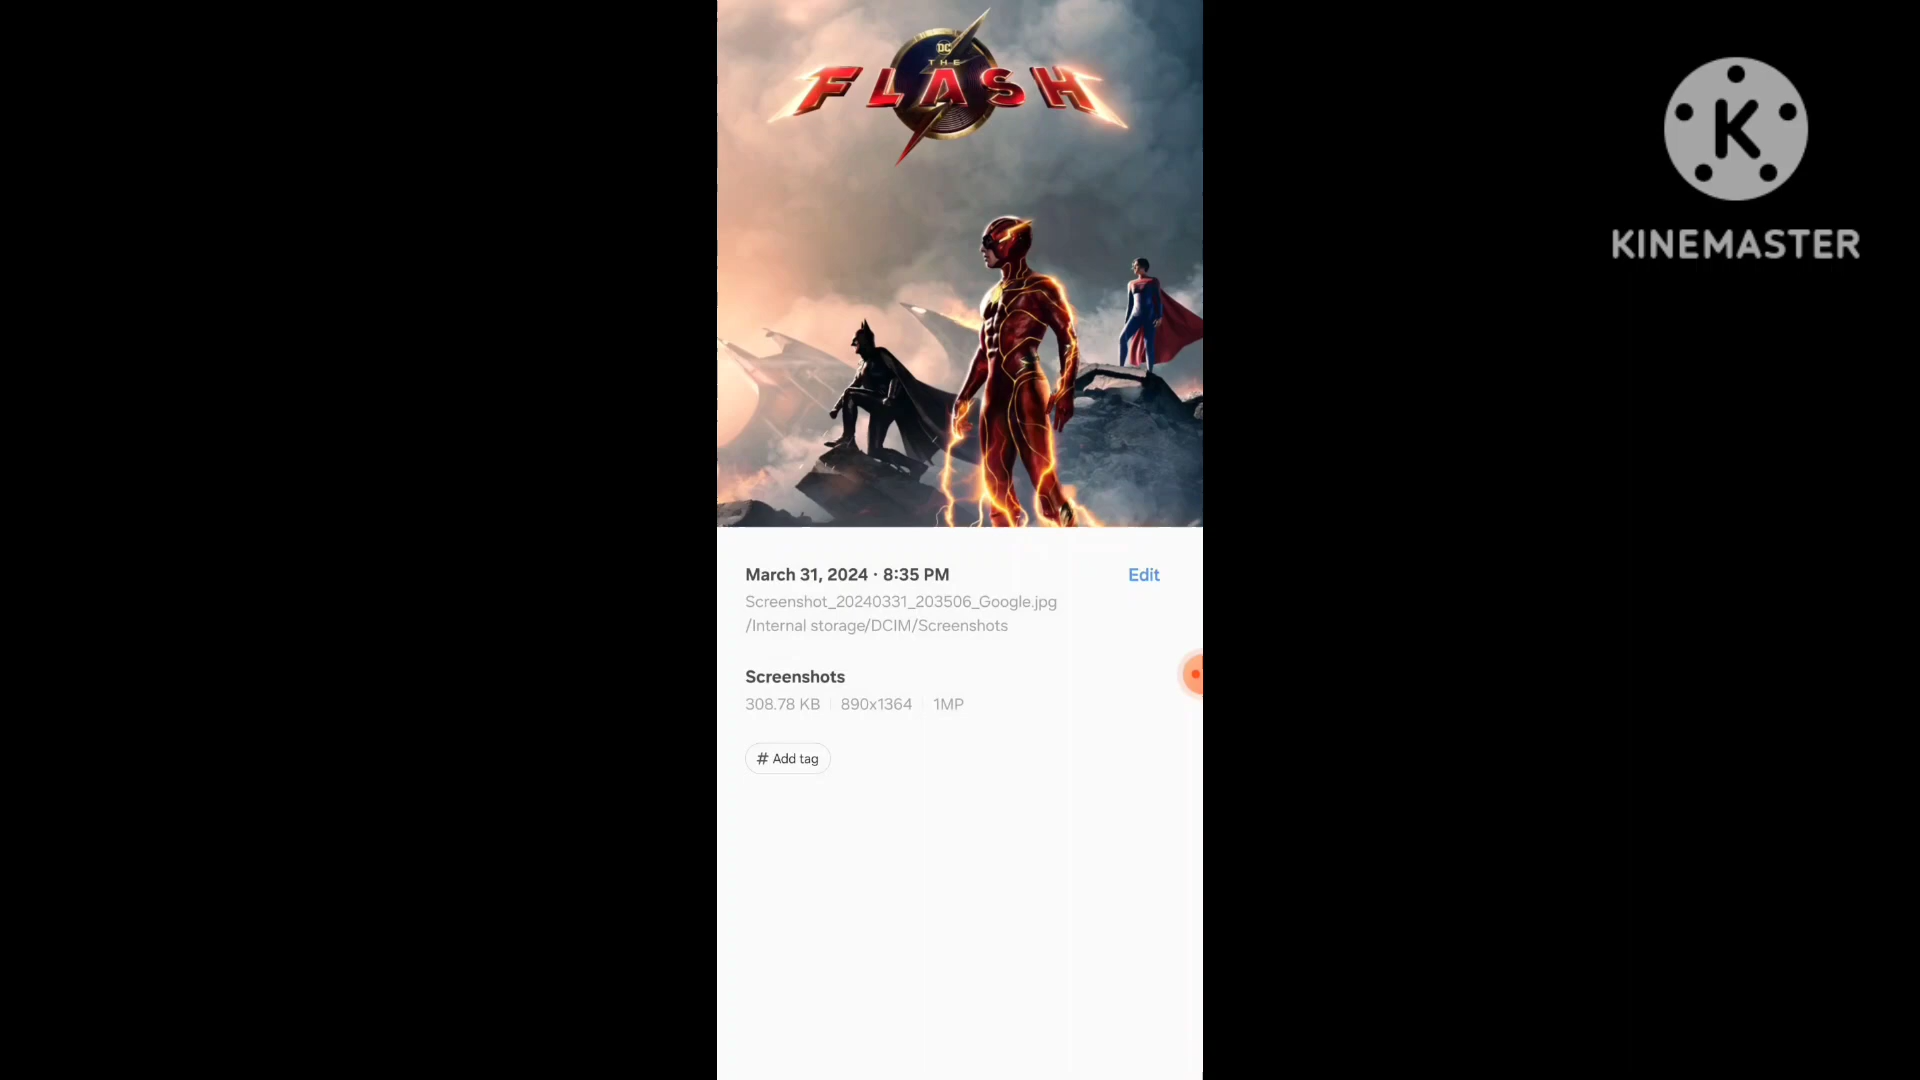 DC
THE
FLASH
March 31, 2024 · 8:35 PM
Edit
Screenshot_20240331_203506_Google.jpg
/Internal storage/DCIM/Screenshots
Screenshots
308.78 KB 890x1364 1MP
# Add tag
K
KINEMASTER